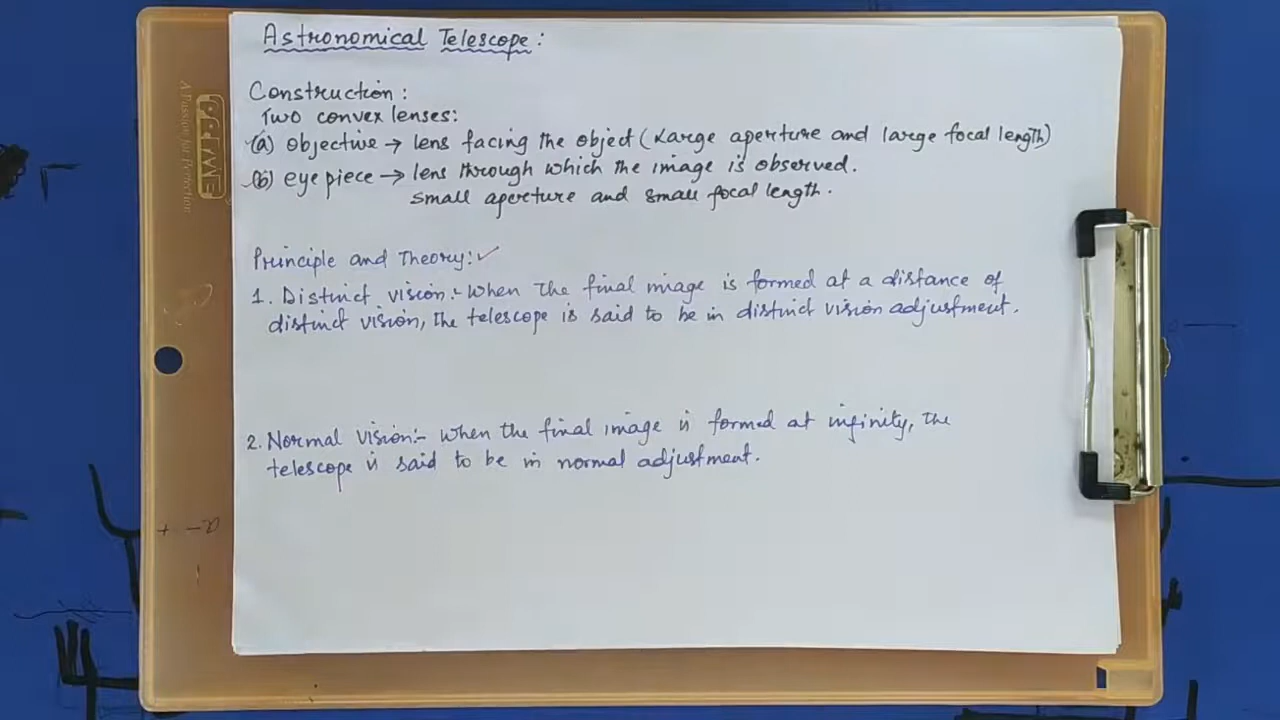 Astronomical Telescope:
Construction:
Two convex lenses:
(a) objective → lens facing the object (Large aperture and large focal length)
(b) eye piece → lens through which the image is observed.
small aperture and small focal length.
Principle and Theory: ✓
1. Distinct vision:- When the final image is formed at a distance of
distinct vision, the telescope is said to be in distinct vision adjustment.
2. Normal vision:- When the final image is formed at infinity, the
telescope is said to be in normal adjustment.
A Passion for Perfection